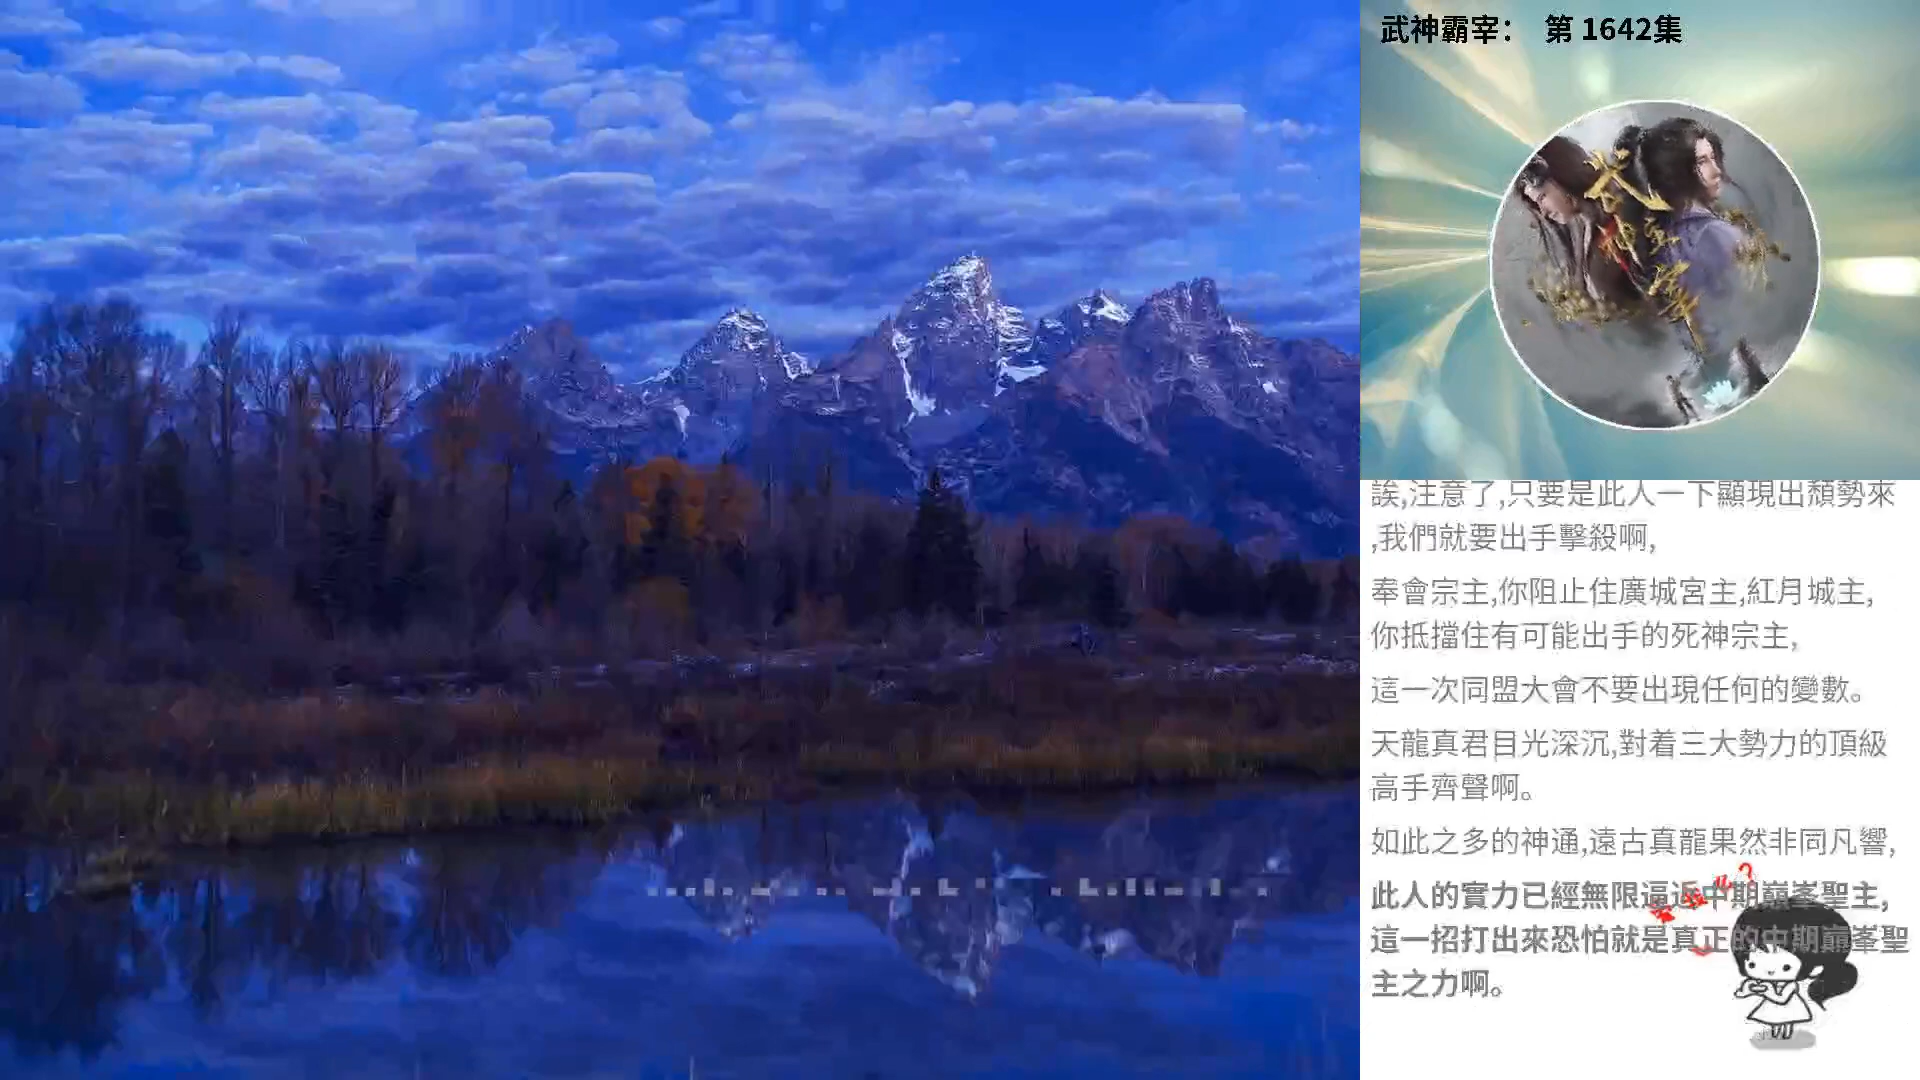 武神霸宰： 第 1642集
武神主宰
誒,注意了,只要是此人一下顯現出頹勢來
,我們就要出手擊殺啊,
奉會宗主,你阻止住廣城宮主,紅月城主,
你抵擋住有可能出手的死神宗主,
這一次同盟大會不要出現任何的變數。
天龍真君目光深沉,對着三大勢力的頂級
高手齊聲啊。
如此之多的神通,遠古真龍果然非同凡響,
此人的實力已經無限逼近中期巔峯聖主,
這一招打出來恐怕就是真正的中期巔峯聖
主之力啊。